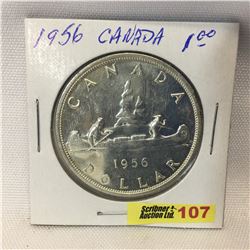 1956 CANADA 1.00
CANADA
1956
DOLLAR
Scribner
Auction Ltd. 107